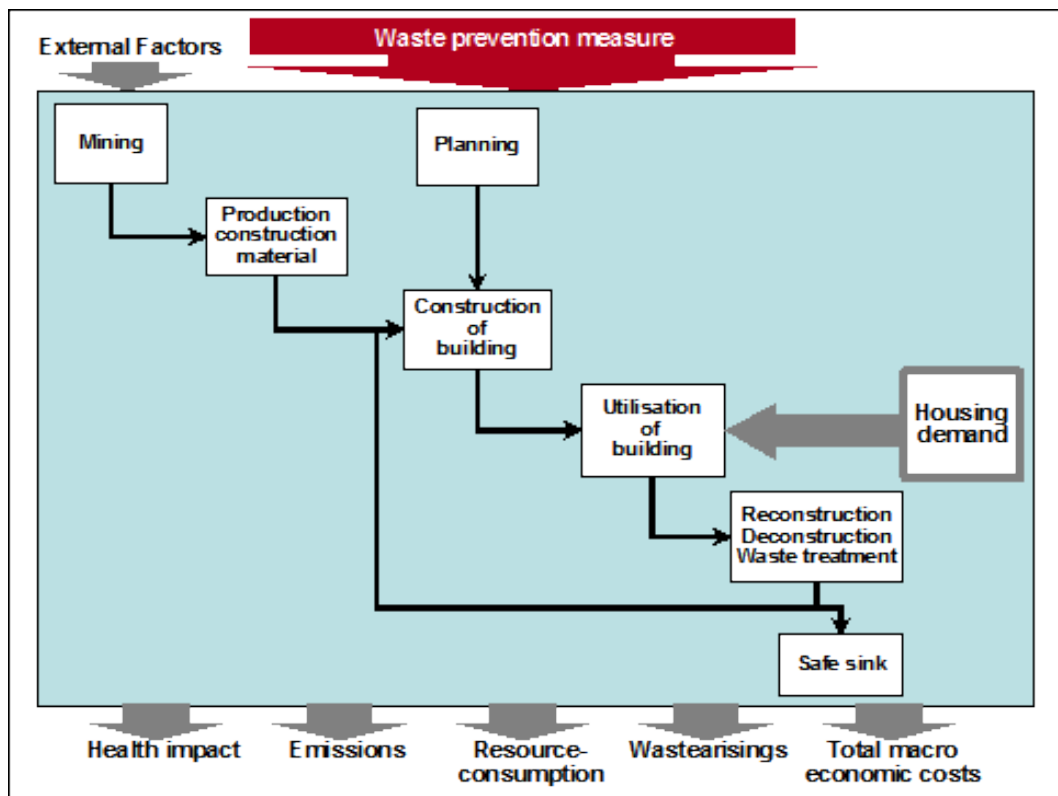 External Factors
Waste prevention measure
Mining
Planning
Production
construction
material
Construction
of
building
Utilisation
of
building
Housing
demand
Reconstruction
Deconstruction
Waste treatment
Safe sink
Health impact
Emissions
Resource-
consumption
Wastearisings
Total macro
economic costs